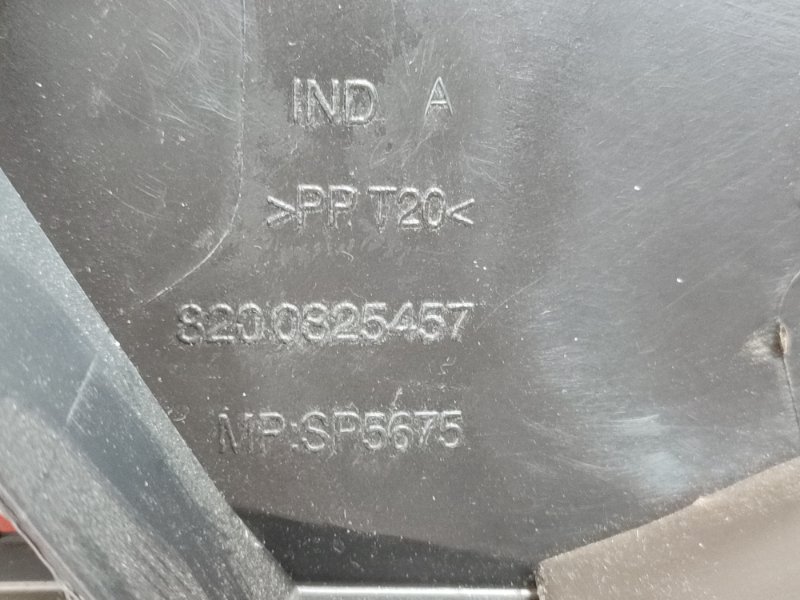 IND. A
>PP T20<
8200825457
MP:SP5675